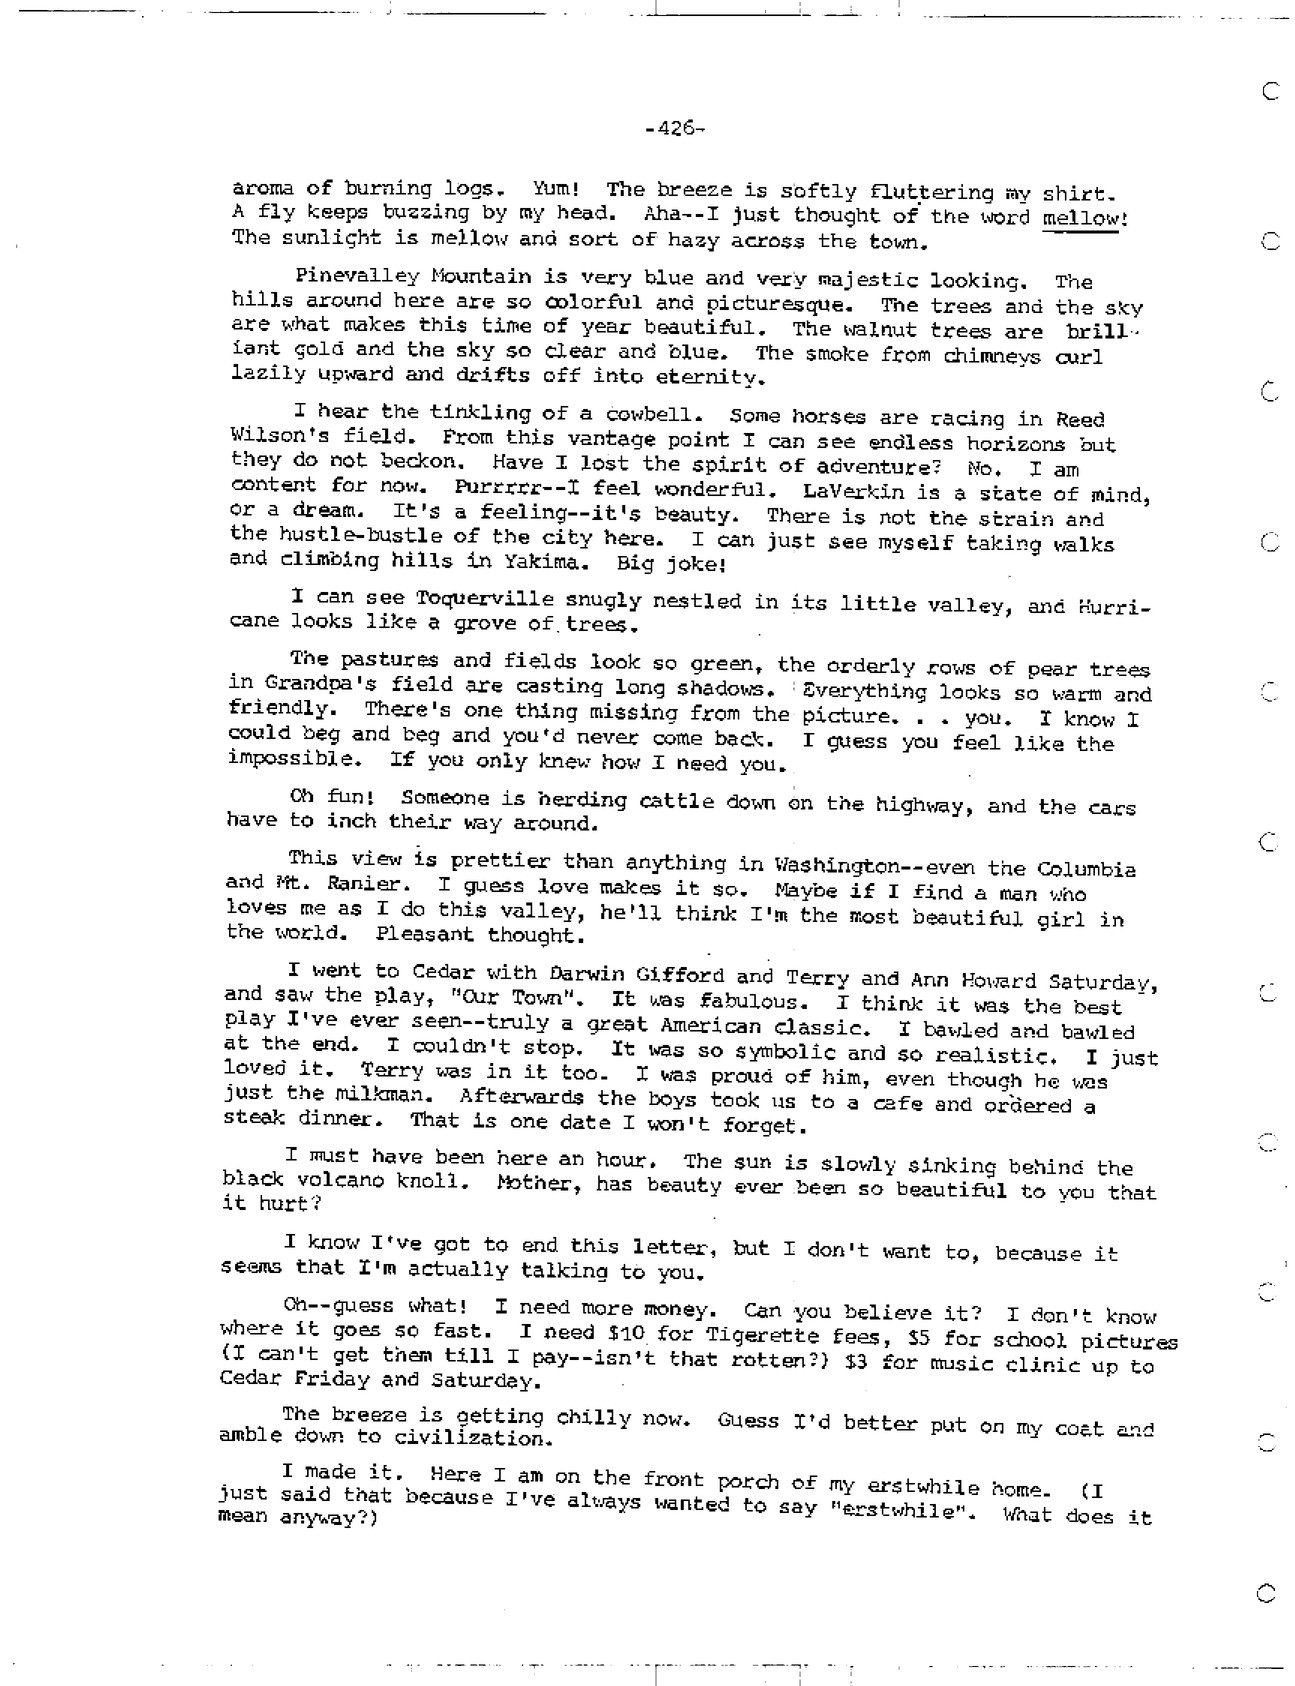 -426-
aroma of burning logs. Yum! The breeze is softly fluttering my shirt.
A fly keeps buzzing by my head. Aha--I just thought of the word mellow!
The sunlight is mellow and sort of hazy across the town.
Pinevalley Mountain is very blue and very majestic looking. The
hills around here are so colorful and picturesque. The trees and the sky
are what makes this time of year beautiful. The walnut trees are brill-
iant gold and the sky so clear and blue. The smoke from chimneys curl
lazily upward and drifts off into eternity.
I hear the tinkling of a cowbell. Some horses are racing in Reed
Wilson's field. From this vantage point I can see endless horizons but
they do not beckon. Have I lost the spirit of adventure? No. I am
content for now. Purrrrr--I feel wonderful. LaVerkin is a state of mind,
or a dream. It's a feeling--it's beauty. There is not the strain and
the hustle-bustle of the city here. I can just see myself taking walks
and climbing hills in Yakima. Big joke!
I can see Toquerville snugly nestled in its little valley, and Hurri-
cane looks like a grove of trees.
The pastures and fields look so green, the orderly rows of pear trees
in Grandpa's field are casting long shadows. Everything looks so warm and
friendly. There's one thing missing from the picture. . . you. I know I
could beg and beg and you'd never come back. I guess you feel like the
impossible. If you only knew how I need you.
Oh fun! Someone is herding cattle down on the highway, and the cars
have to inch their way around.
This view is prettier than anything in Washington--even the Columbia
and Mt. Ranier. I guess love makes it so. Maybe if I find a man who
loves me as I do this valley, he'll think I'm the most beautiful girl in
the world. Pleasant thought.
I went to Cedar with Darwin Gifford and Terry and Ann Howard Saturday,
and saw the play, "Our Town". It was fabulous. I think it was the best
play I've ever seen--truly a great American classic. I bawled and bawled
at the end. I couldn't stop. It was so symbolic and so realistic. I just
loved it. Terry was in it too. I was proud of him, even though he was
just the milkman. Afterwards the boys took us to a cafe and ordered a
steak dinner. That is one date I won't forget.
I must have been here an hour. The sun is slowly sinking behind the
black volcano knoll. Mother, has beauty ever been so beautiful to you that
it hurt?
I know I've got to end this letter, but I don't want to, because it
seems that I'm actually talking to you.
Oh--guess what! I need more money. Can you believe it? I don't know
where it goes so fast. I need $10 for Tigerette fees, $5 for school pictures
(I can't get them till I pay--isn't that rotten?) $3 for music clinic up to
Cedar Friday and Saturday.
The breeze is getting chilly now. Guess I'd better put on my coat and
amble down to civilization.
I made it. Here I am on the front porch of my erstwhile home. (I
just said that because I've always wanted to say "erstwhile". What does it
mean anyway?)